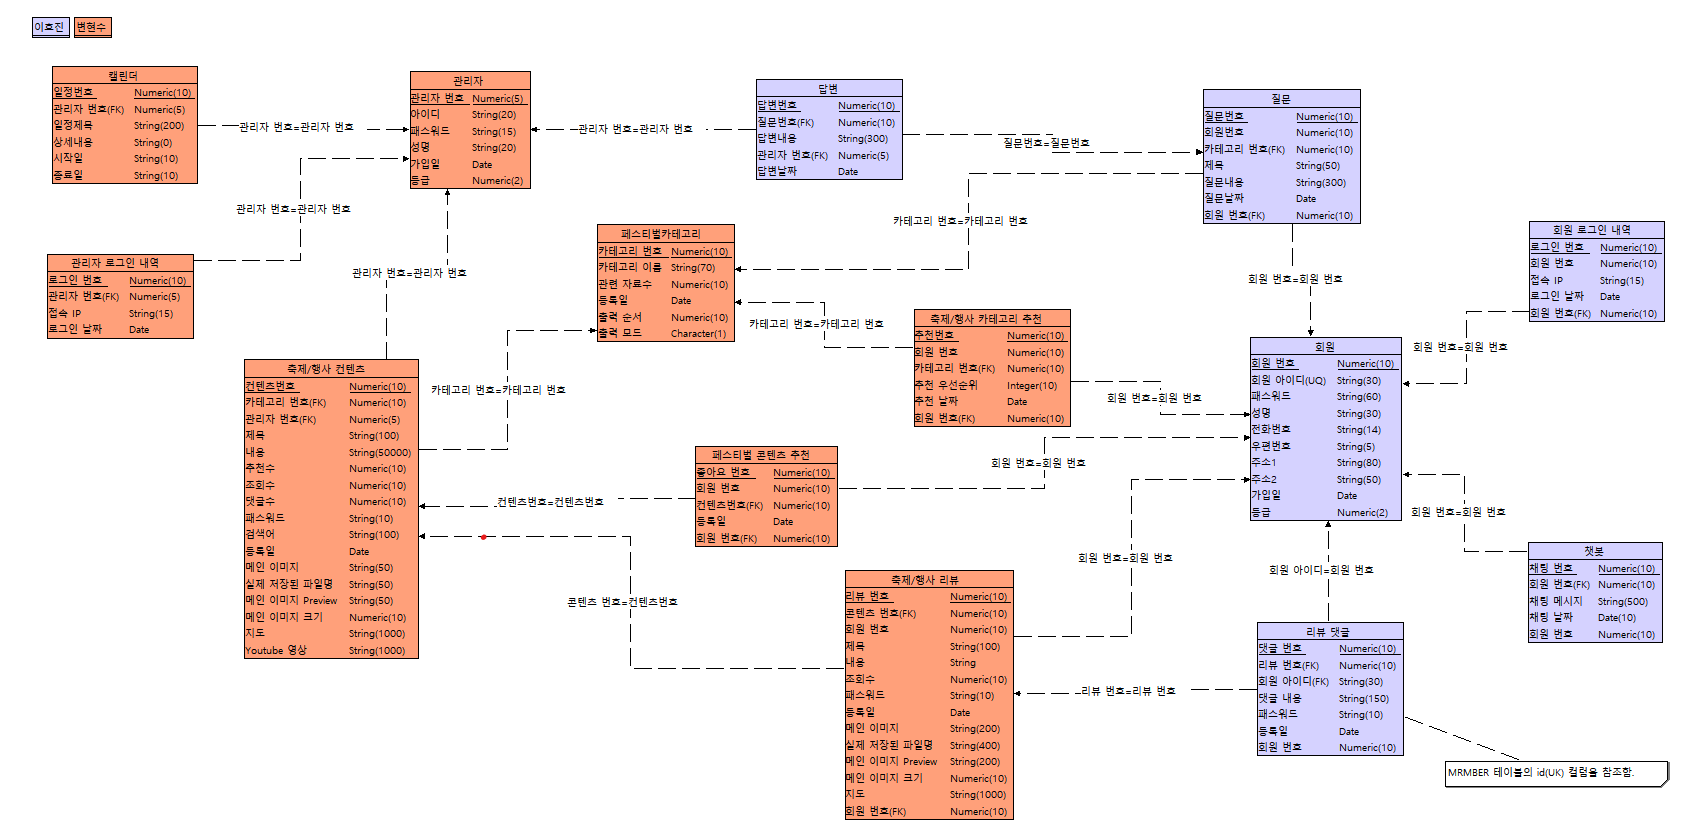 이효진
변현수
캘린더
일정번호 Numeric(10)
관리자 번호(FK) Numeric(5)
일정제목 String(200)
상세내용 String(0)
시작일 String(10)
종료일 String(10)
관리자
관리자 번호 Numeric(5)
아이디 String(20)
패스워드 String(15)
성명 String(20)
가입일 Date
등급 Numeric(2)
답변
답변번호 Numeric(10)
질문번호(FK) Numeric(10)
답변내용 String(300)
관리자 번호(FK) Numeric(5)
답변날짜 Date
질문
질문번호 Numeric(10)
회원번호 Numeric(10)
카테고리 번호(FK) Numeric(10)
제목 String(50)
질문내용 String(300)
질문날짜 Date
회원 번호(FK) Numeric(10)
관리자 번호=관리자 번호
관리자 번호=관리자 번호
질문번호=질문번호
관리자 번호=관리자 번호
카테고리 번호=카테고리 번호
관리자 로그인 내역
로그인 번호 Numeric(10)
관리자 번호(FK) Numeric(5)
접속 IP String(15)
로그인 날짜 Date
관리자 번호=관리자 번호
페스티벌카테고리
카테고리 번호 Numeric(10)
카테고리 이름 String(70)
관련 자료수 Numeric(10)
등록일 Date
출력 순서 Numeric(10)
출력 모드 Character(1)
회원 번호=회원 번호
회원 로그인 내역
로그인 번호 Numeric(10)
회원 번호 Numeric(10)
접속 IP String(15)
로그인 날짜 Date
회원 번호(FK) Numeric(10)
카테고리 번호=카테고리 번호
축제/행사 카테고리 추천
추천번호 Numeric(10)
회원 번호 Numeric(10)
카테고리 번호(FK) Numeric(10)
추천 우선순위 Integer(10)
추천 날짜 Date
회원 번호(FK) Numeric(10)
회원 번호=회원 번호
회원
회원 번호 Numeric(10)
회원 아이디(UQ) String(30)
패스워드 String(60)
성명 String(30)
전화번호 String(14)
우편번호 String(5)
주소1 String(80)
주소2 String(50)
가입일 Date
등급 Numeric(2)
회원 번호=회원 번호
축제/행사 컨텐츠
컨텐츠번호 Numeric(10)
카테고리 번호(FK) Numeric(10)
관리자 번호(FK) Numeric(5)
제목 String(100)
내용 String(50000)
추천수 Numeric(10)
조회수 Numeric(10)
댓글수 Numeric(10)
패스워드 String(10)
검색어 String(100)
등록일 Date
메인 이미지 String(50)
실제 저장된 파일명 String(50)
메인 이미지 Preview String(50)
메인 이미지 크기 Numeric(10)
지도 String(1000)
Youtube 영상 String(1000)
카테고리 번호=카테고리 번호
페스티벌 콘텐츠 추천
좋아요 번호 Numeric(10)
회원 번호 Numeric(10)
컨텐츠번호(FK) Numeric(10)
등록일 Date
회원 번호(FK) Numeric(10)
컨텐츠번호=컨텐츠번호
회원 번호=회원 번호
회원 번호=회원 번호
챗봇
채팅 번호 Numeric(10)
회원 번호(FK) Numeric(10)
채팅 메시지 String(500)
채팅 날짜 Date(10)
회원 번호 Numeric(10)
콘텐츠 번호=컨텐츠번호
회원 번호=회원 번호
회원 아이디=회원 번호
축제/행사 리뷰
리뷰 번호 Numeric(10)
콘텐츠 번호(FK) Numeric(10)
회원 번호 Numeric(10)
제목 String(100)
내용 String
조회수 Numeric(10)
패스워드 String(10)
등록일 Date
메인 이미지 String(200)
실제 저장된 파일명 String(400)
메인 이미지 Preview String(200)
메인 이미지 크기 Numeric(10)
지도 String(1000)
회원 번호(FK) Numeric(10)
리뷰 번호=리뷰 번호
리뷰 댓글
댓글 번호 Numeric(10)
리뷰 번호(FK) Numeric(10)
회원 아이디(FK) String(30)
댓글 내용 String(150)
패스워드 String(10)
등록일 Date
회원 번호 Numeric(10)
MRMBER 테이블의 id(UK) 컬럼을 참조함.